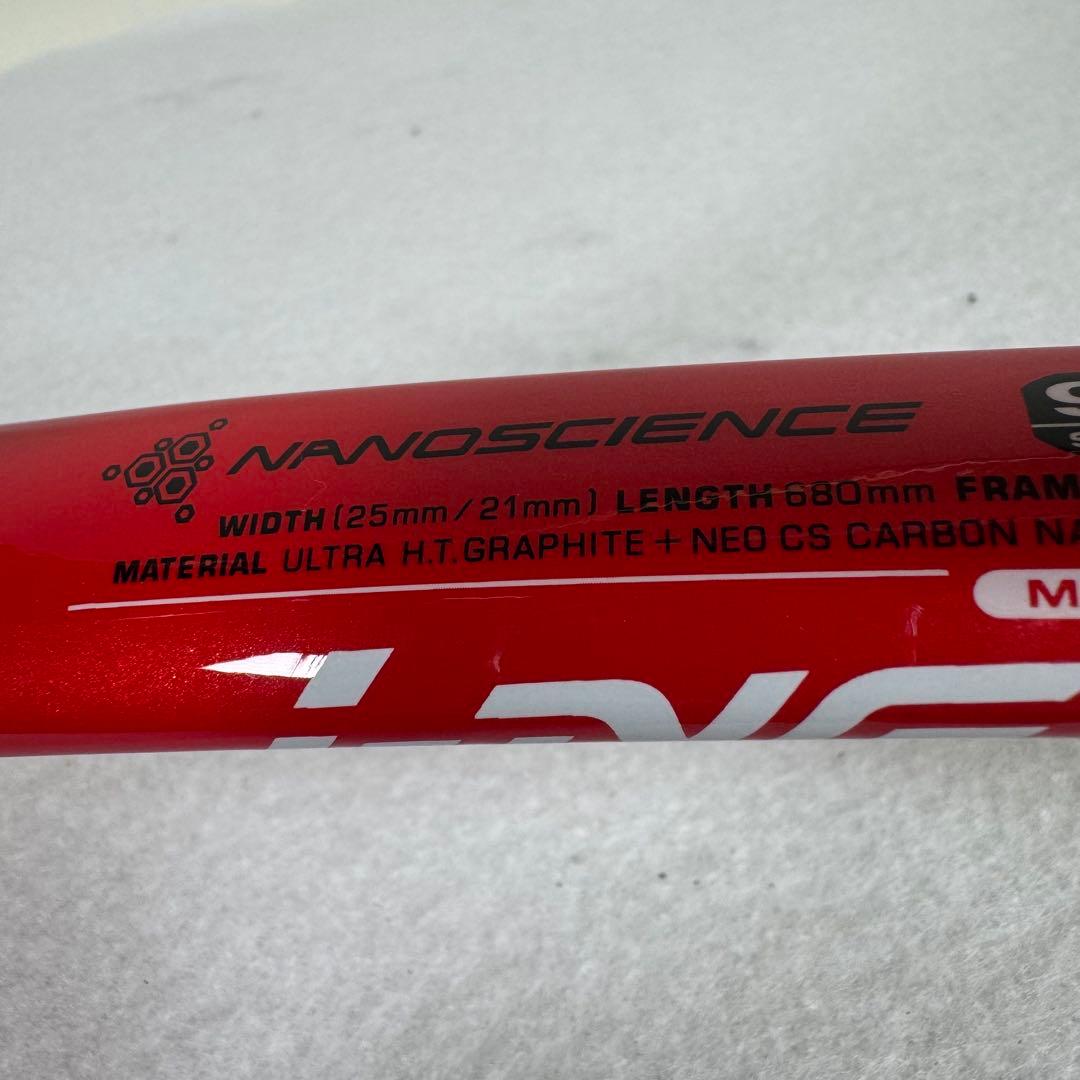 NANOSCIENCE
WIDTH (25mm/21mm) LENGTH 680mm
MATERIAL ULTRA H.T.GRAPHITE + NEO CS CARBON